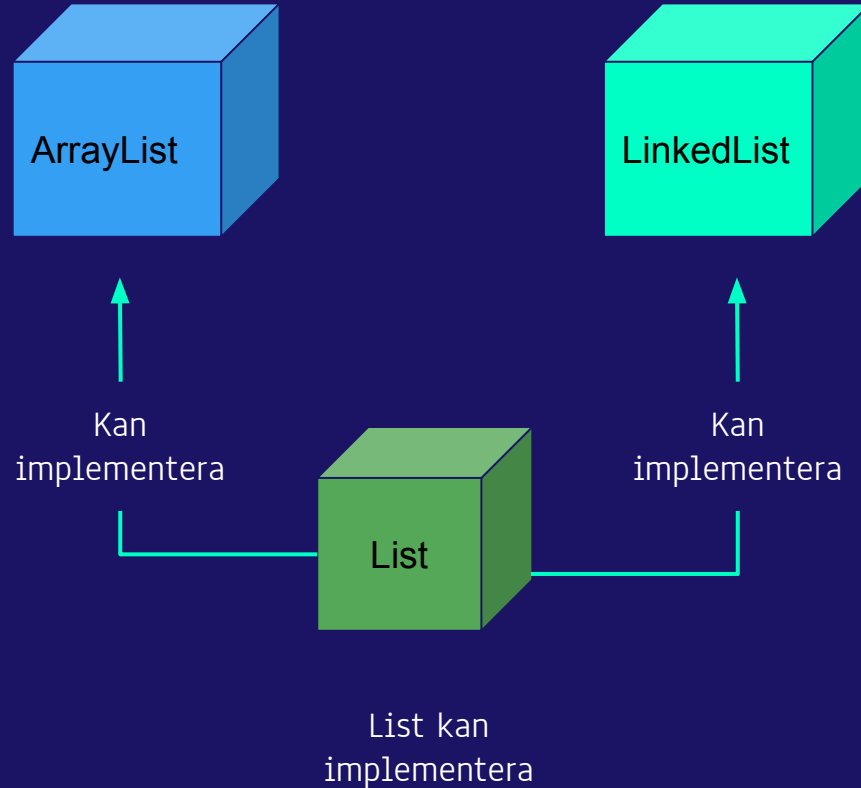 ArrayList
LinkedList
Kan
implementera
Kan
implementera
List
List kan
implementera